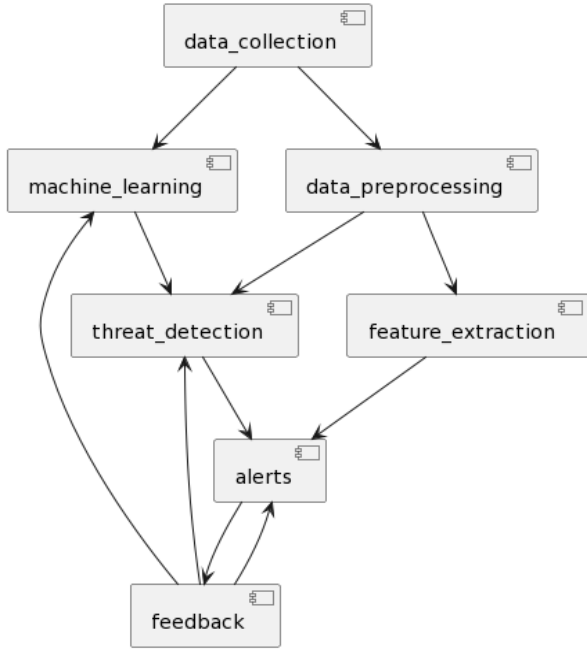 data_collection
machine_learning
data_preprocessing
threat_detection
feature_extraction
alerts
feedback